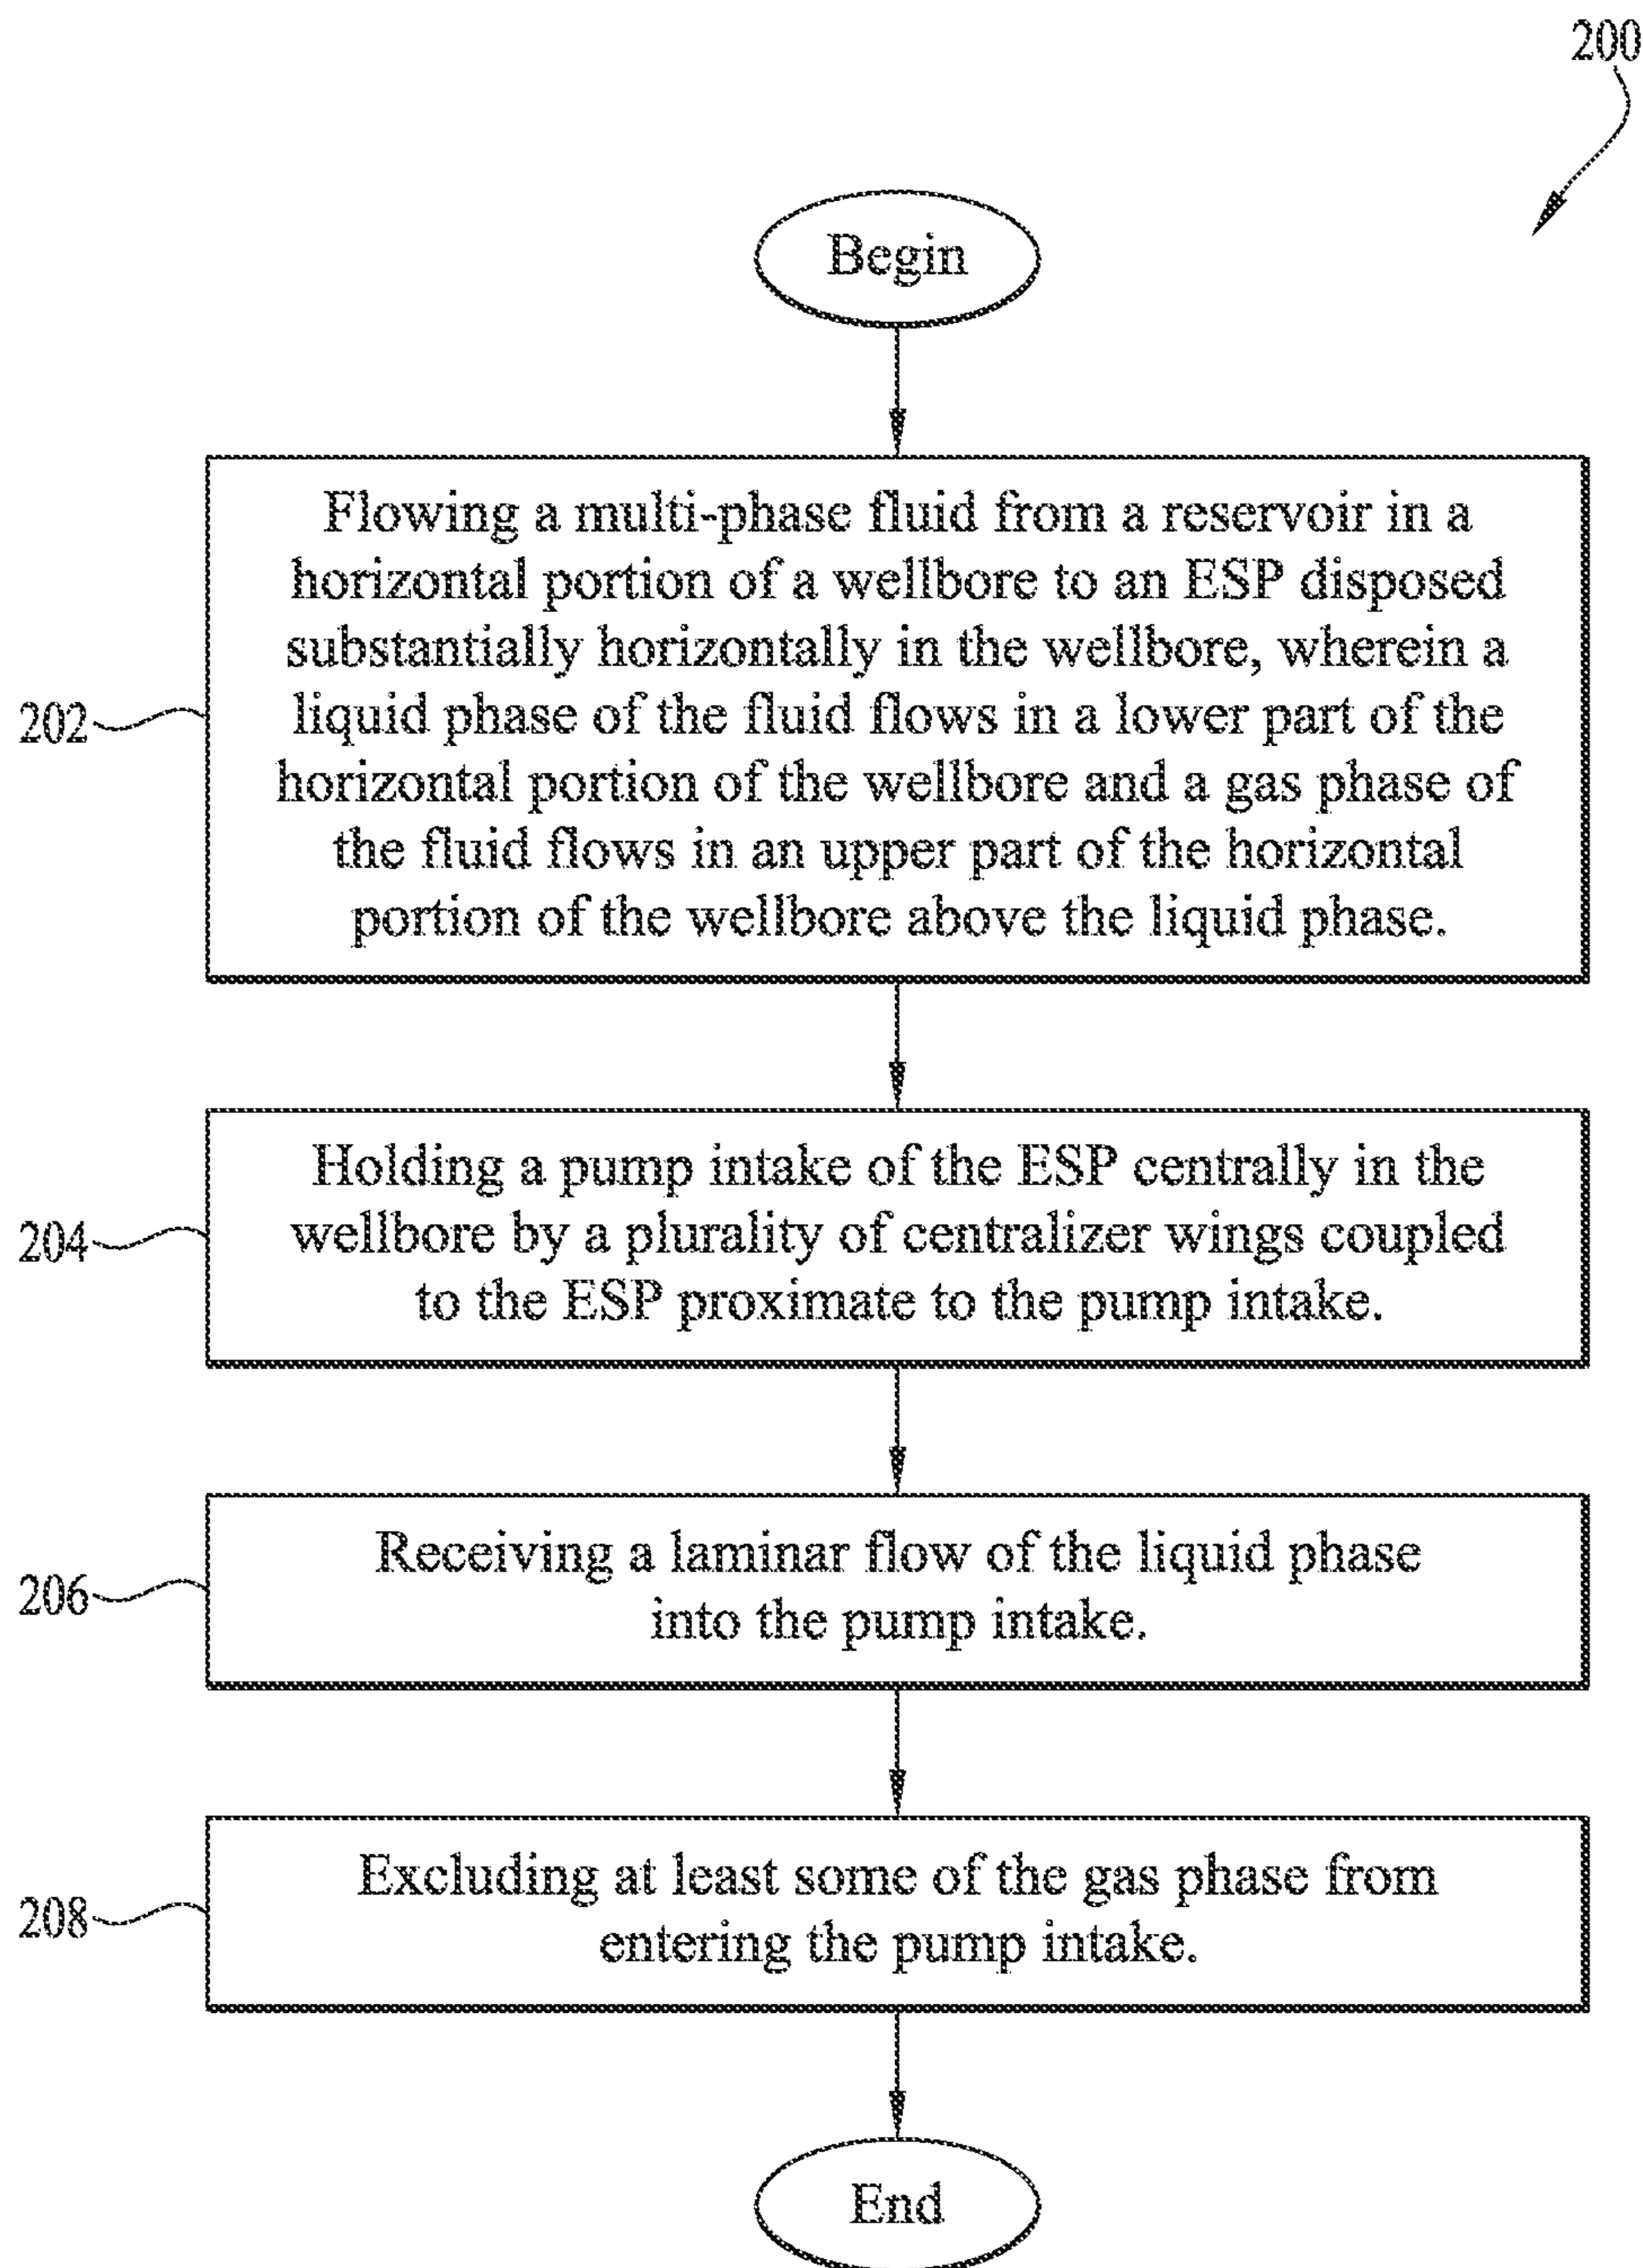 200
Begin
Flowing a multi-phase fluid from a reservoir in a
horizontal portion of a wellbore to an ESP disposed
substantially horizontally in the wellbore, wherein a
liquid phase of the fluid flows in a lower part of the
horizontal portion of the wellbore and a gas phase of
the fluid flows in an upper part of the horizontal
portion of the wellbore above the liquid phase.
202
Holding a pump intake of the ESP centrally in the
wellbore by a plurality of centralizer wings coupled
to the ESP proximate to the pump intake.
204
Receiving a laminar flow of the liquid phase
into the pump intake.
206
Excluding at least some of the gas phase from
entering the pump intake.
208
End